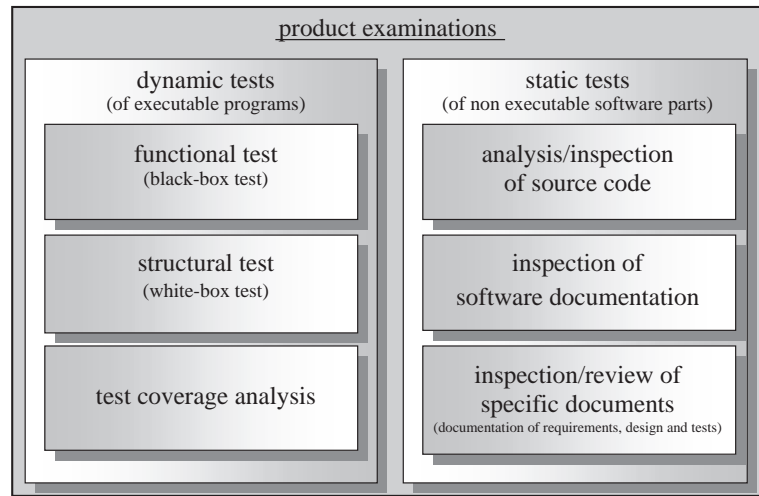 product examinations
dynamic tests
(of executable programs)
functional test
(black-box test)
structural test
(white-box test)
test coverage analysis
static tests
(of non executable software parts)
analysis/inspection
of source code
inspection of
software documentation
inspection/review of
specific documents
(documentation of requirements, design and tests)